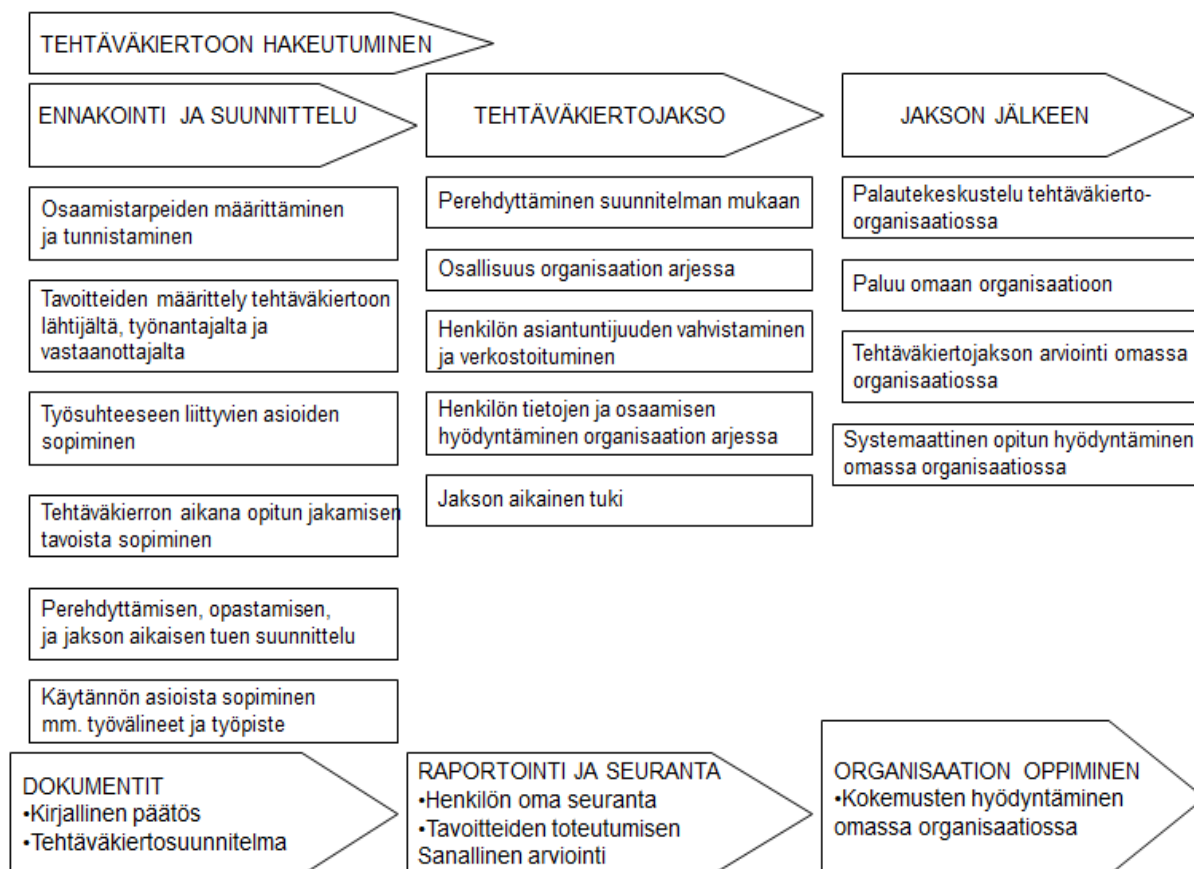 TEHTÄVÄKIERTOON HAKEUTUMINEN
ENNAKOINTI JA SUUNNITTELU
Osaamistarpeiden määrittäminen
ja tunnistaminen
Tavoitteiden määrittely tehtäväkiertoon
lähtijältä, työnantajalta ja
vastaanottajalta
Työsuhteeseen liittyvien asioiden
sopiminen
Tehtäväkierron aikana opitun jakamisen
tavoista sopiminen
Perehdyttämisen, opastamisen,
ja jakson aikaisen tuen suunnittelu
Käytännön asioista sopiminen
mm. työvälineet ja työpiste
DOKUMENTIT
•Kirjallinen päätös
•Tehtäväkiertosuunnitelma
TEHTÄVÄKIERTOJAKSO
Perehdyttäminen suunnitelman mukaan
Osallisuus organisaation arjessa
Henkilön asiantuntijuuden vahvistaminen
ja verkostoituminen
Henkilön tietojen ja osaamisen
hyödyntäminen organisaation arjessa
Jakson aikainen tuki
RAPORTOINTI JA SEURANTA
•Henkilön oma seuranta
•Tavoitteiden toteutumisen
Sanallinen arviointi
JAKSON JÄLKEEN
Palautekeskustelu tehtäväkierto-
organisaatiossa
Paluu omaan organisaatioon
Tehtäväkiertojakson arviointi omassa
organisaatiossa
Systemaattinen opitun hyödyntäminen
omassa organisaatiossa
ORGANISAATION OPPIMINEN
•Kokemusten hyödyntäminen
omassa organisaatiossa